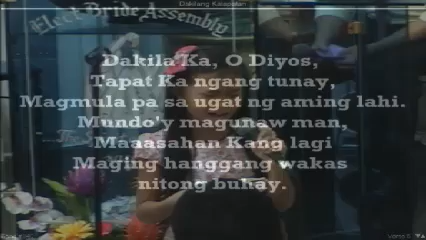 Dakilang Katapatan
Elect Bride Assembly
Dakila Ka, O Diyos,
Tapat Ka ngang tunay,
Magmula pa sa ugat ng aming lahi.
Mundo'y magunaw man,
Maaasahan Kang lagi
Maging hanggang wakas
nitong buhay.